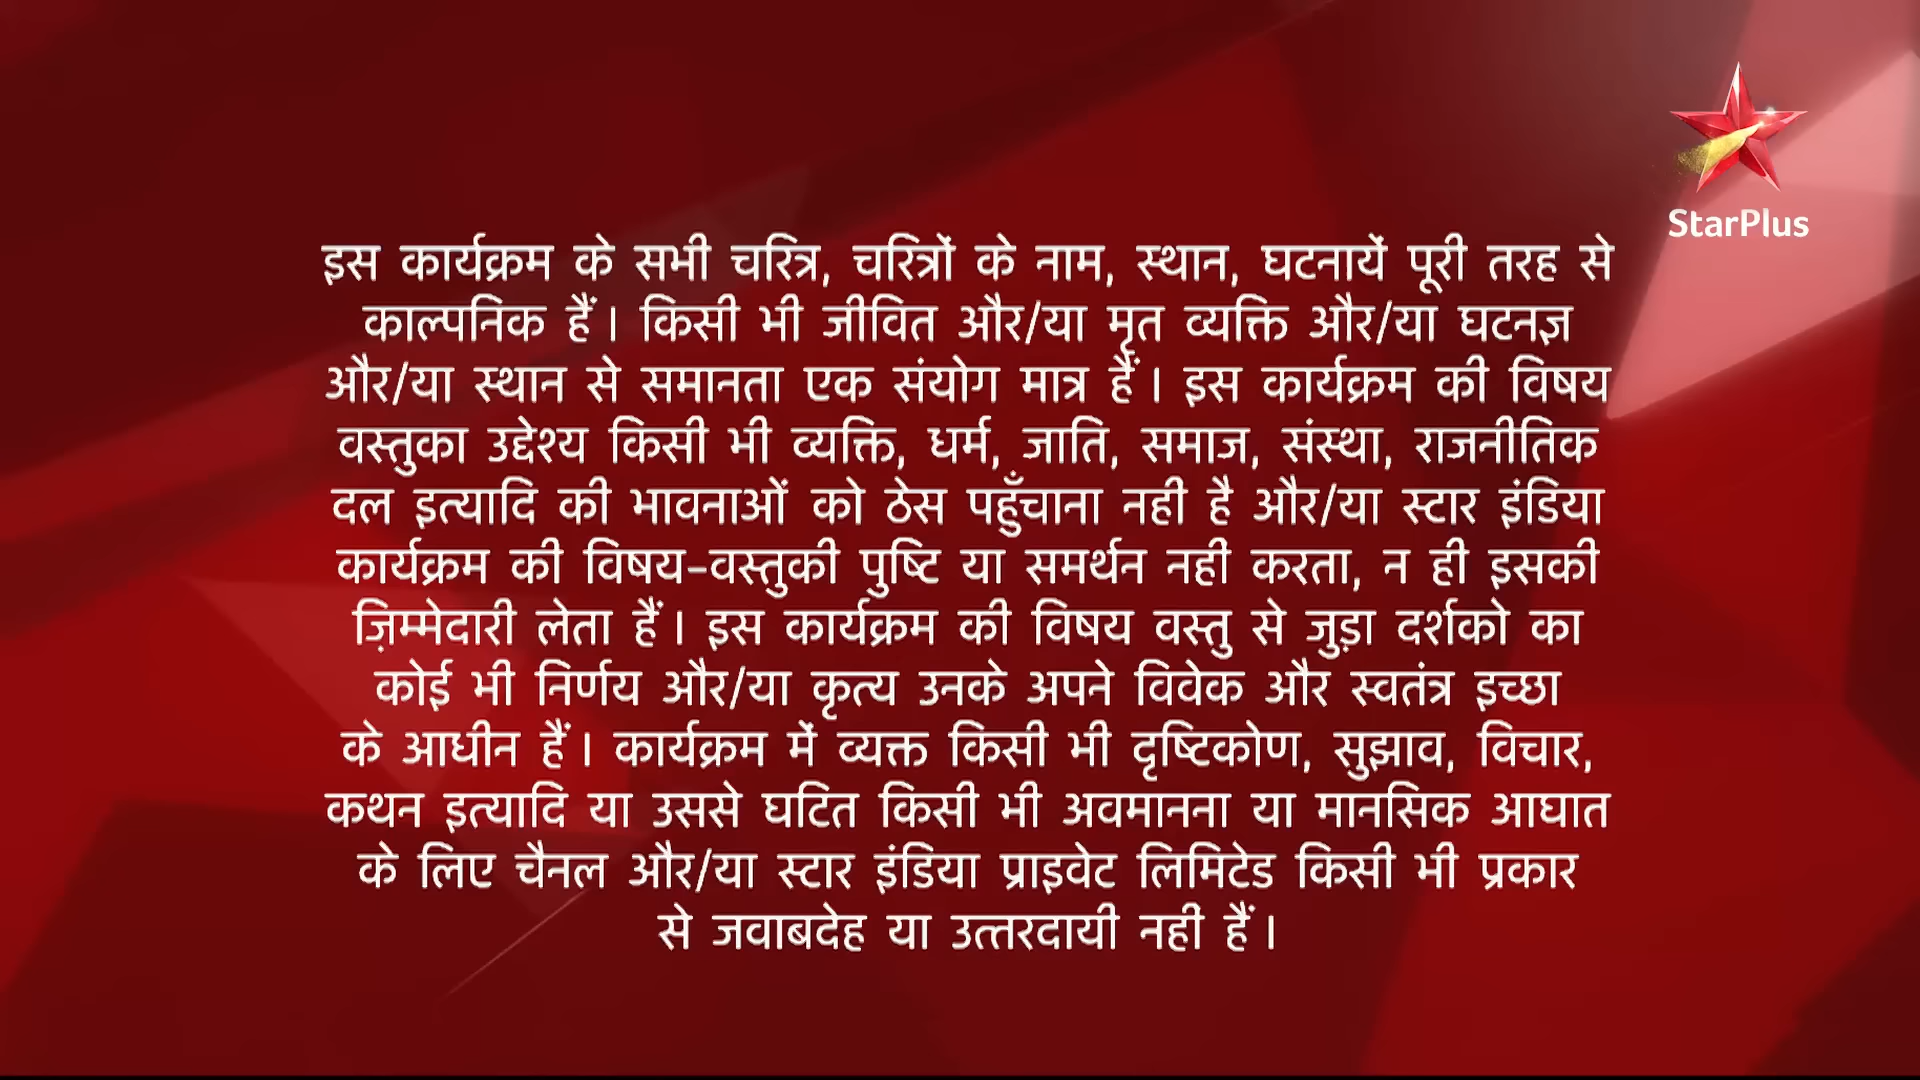 StarPlus
इस कार्यक्रम के सभी चरित्र, चरित्रों के नाम, स्थान, घटनायें पूरी तरह से
काल्पनिक हैं। किसी भी जीवित और/या मृत व्यक्ति और/या घटनज्ञ
और/या स्थान से समानता एक संयोग मात्र हैं। इस कार्यक्रम की विषय
वस्तुका उद्देश्य किसी भी व्यक्ति, धर्म, जाति, समाज, संस्था, राजनीतिक
दल इत्यादि की भावनाओं को ठेस पहुँचाना नहीं है और/या स्टार इंडिया
कार्यक्रम की विषय-वस्तुकी पुष्टि या समर्थन नहीं करता, न ही इसकी
ज़िम्मेदारी लेता हैं। इस कार्यक्रम की विषय वस्तु से जुड़ा दर्शको का
कोई भी निर्णय और/या कृत्य उनके अपने विवेक और स्वतंत्र इच्छा
के आधीन हैं। कार्यक्रम में व्यक्त किसी भी दृष्टिकोण, सुझाव, विचार,
कथन इत्यादि या उससे घटित किसी भी अवमानना या मानसिक आघात
के लिए चैनल और/या स्टार इंडिया प्राइवेट लिमिटेड किसी भी प्रकार
से जवाबदेह या उत्तरदायी नहीं हैं।